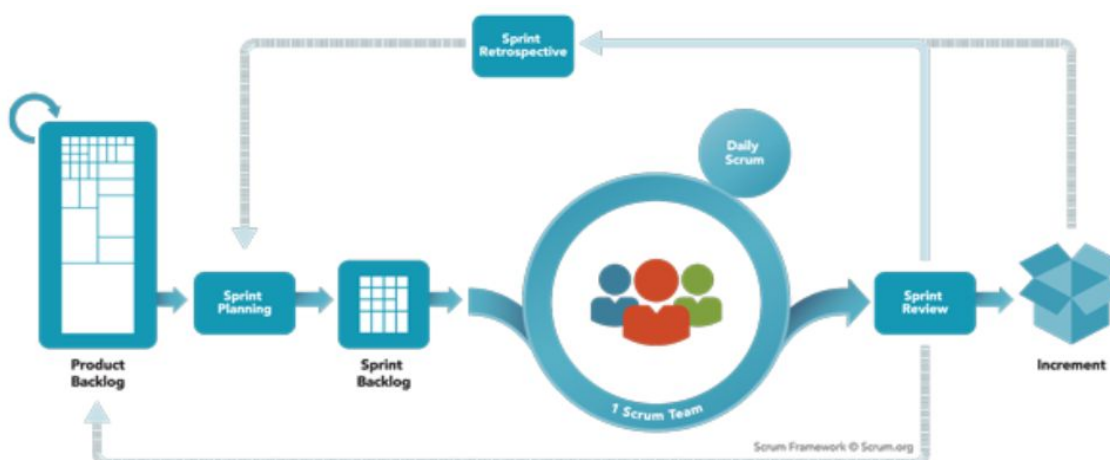 Sprint
Retrospective
Daily
Scrum
Sprint
Planning
Sprint
Review
Product
Backlog
Sprint
Backlog
1 Scrum Team
Increment
Scrum Framework © Scrum.org